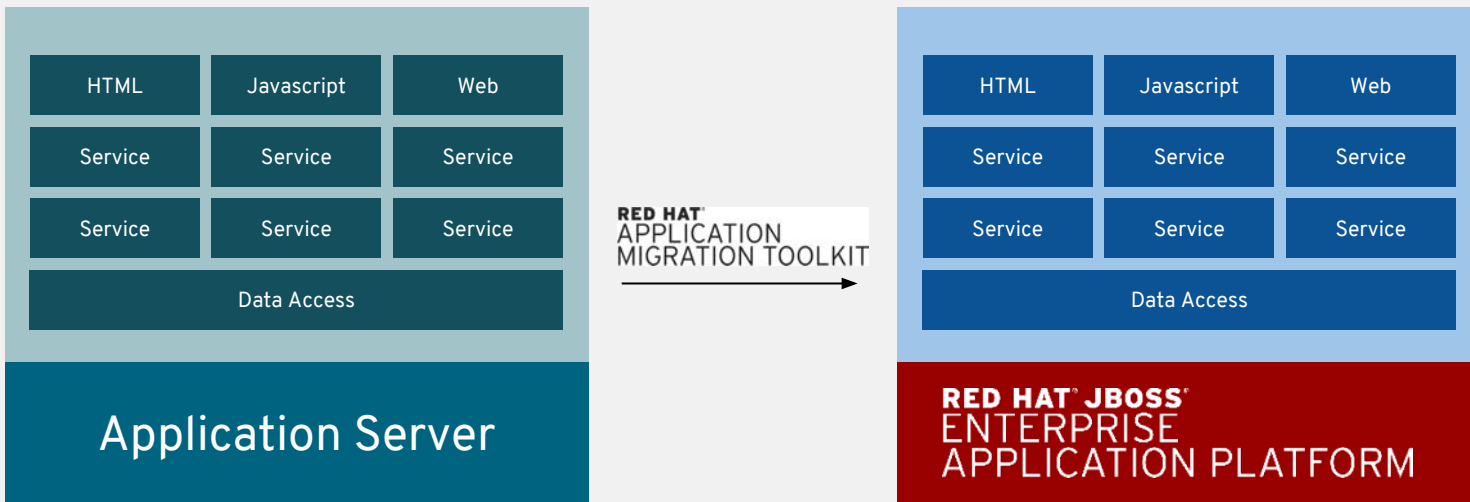 HTML Javascript Web
Service Service Service
Service Service Service
Data Access
Application Server
RED HAT®
APPLICATION
MIGRATION TOOLKIT
HTML Javascript Web
Service Service Service
Service Service Service
Data Access
RED HAT® JBOSS®
ENTERPRISE
APPLICATION PLATFORM